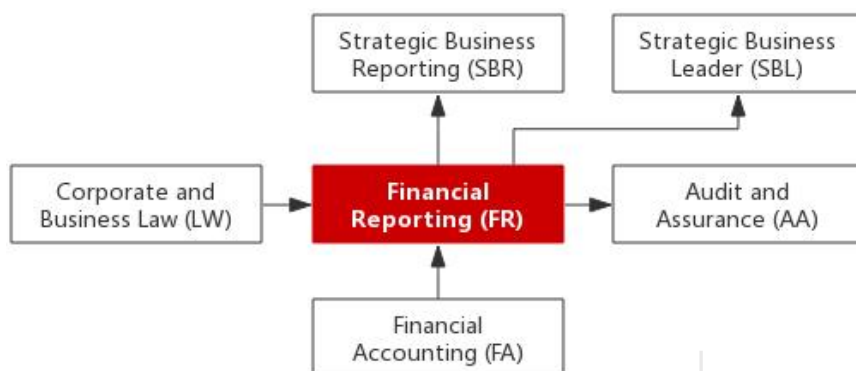 Strategic Business
Reporting (SBR)
Strategic Business
Leader (SBL)
Corporate and
Business Law (LW)
Financial
Reporting (FR)
Audit and
Assurance (AA)
Financial
Accounting (FA)